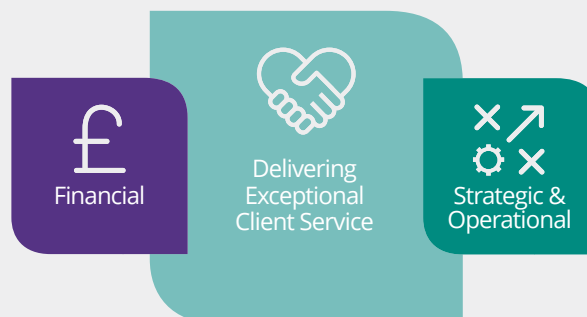 £
Financial
Delivering
Exceptional
Client Service
Strategic &
Operational